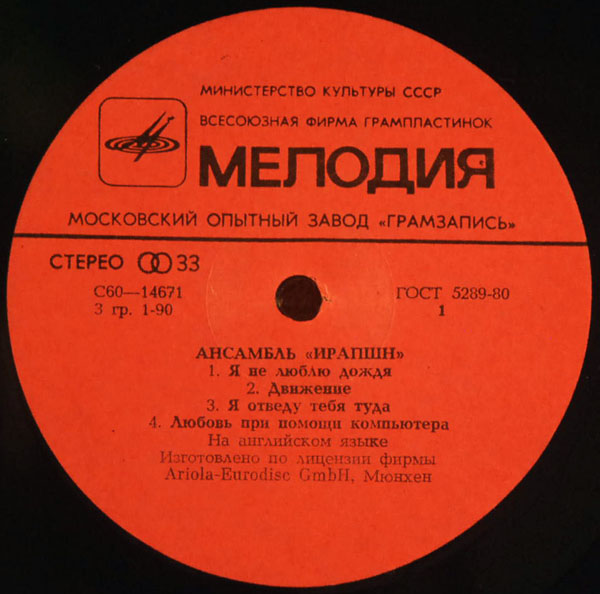 МИНИСТЕРСТВО КУЛЬТУРЫ СССР
ВСЕСОЮЗНАЯ ФИРМА ГРАМПЛАСТИНОК
МЕЛОДИЯ
МОСКОВСКИЙ ОПЫТНЫЙ ЗАВОД «ГРАМЗАПИСЬ»
СТЕРЕО 33
С60—14671 ГОСТ 5289-80
3 гр. 1-90 1
АНСАМБЛЬ «ИРАПШН»
1. Я не люблю дождя
2. Движение
3. Я отведу тебя туда
4. Любовь при помощи компьютера
На английском языке
Изготовлено по лицензии фирмы
Ariola-Eurodisc GmbH, Мюнхен